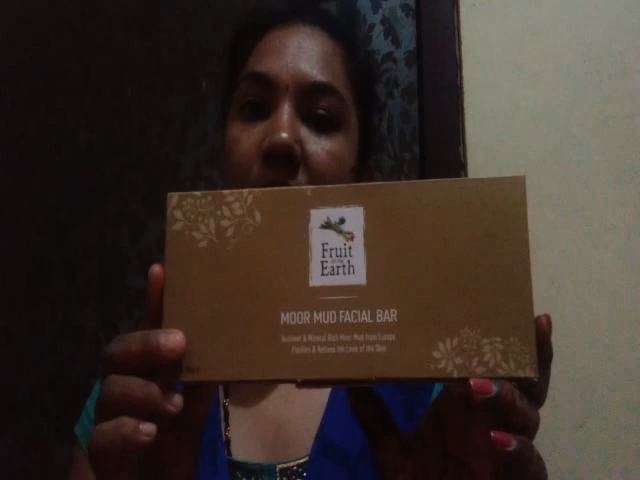 Fruit
of the
Earth
MOOR MUD FACIAL BAR
Nutrient & Mineral Rich Moor Mud from Europe
Purifies & Refines the Look of the Skin